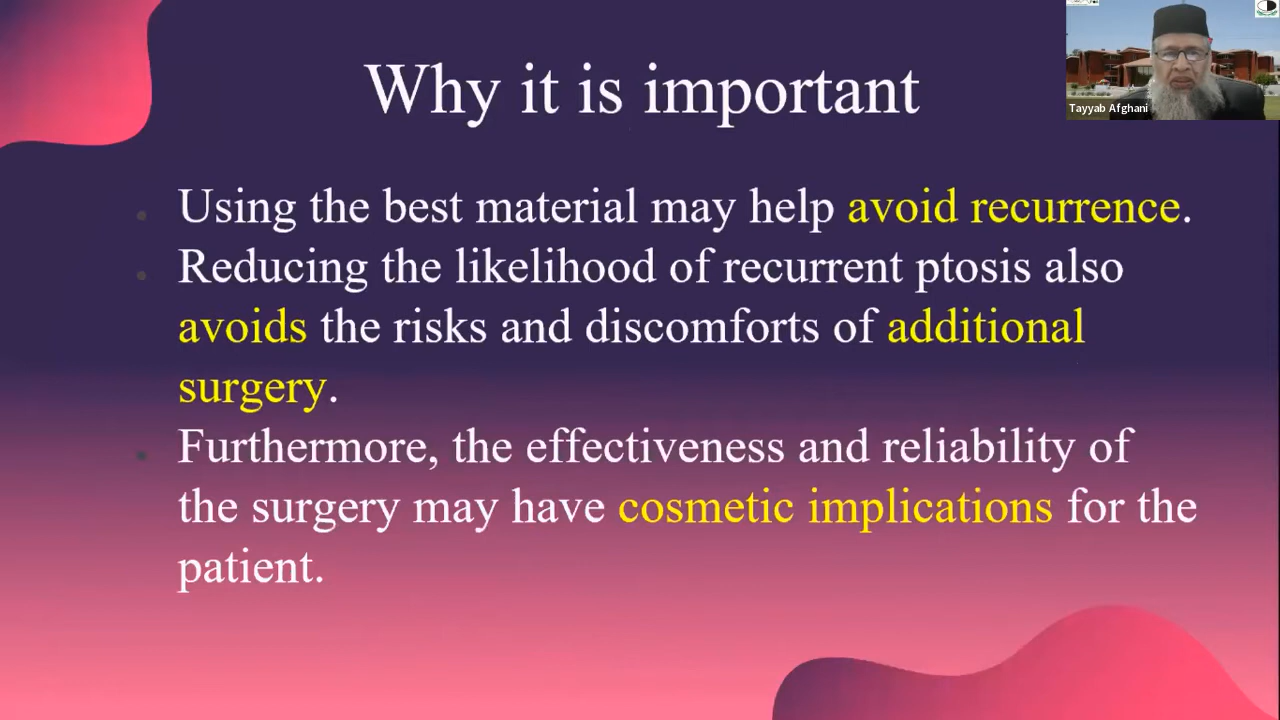 Why it is important
Tayyab Afghani
Using the best material may help avoid recurrence.
Reducing the likelihood of recurrent ptosis also
avoids the risks and discomforts of additional
surgery.
Furthermore, the effectiveness and reliability of
the surgery may have cosmetic implications for the
patient.